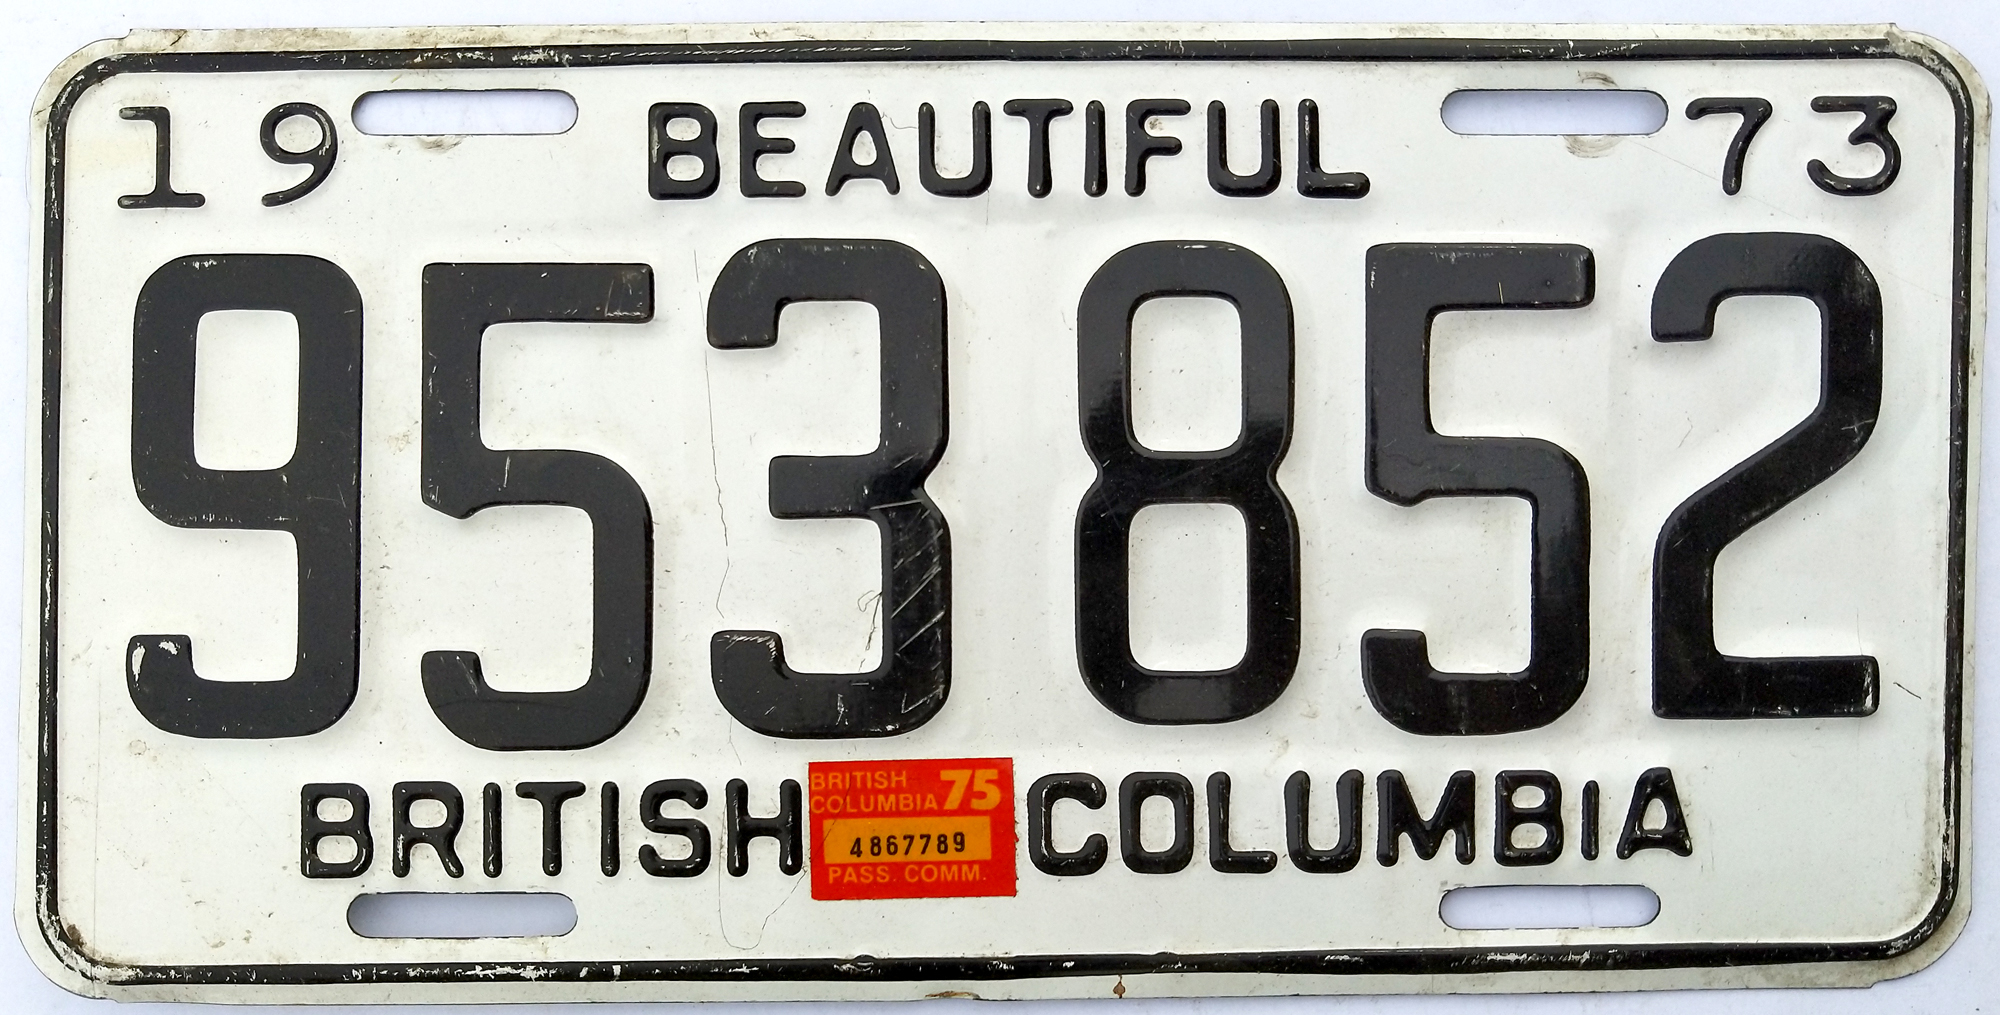 19 BEAUTIFUL 73
953 852
BRITISH COLUMBIA
BRITISH
COLUMBIA 75
4867789
PASS. COMM.